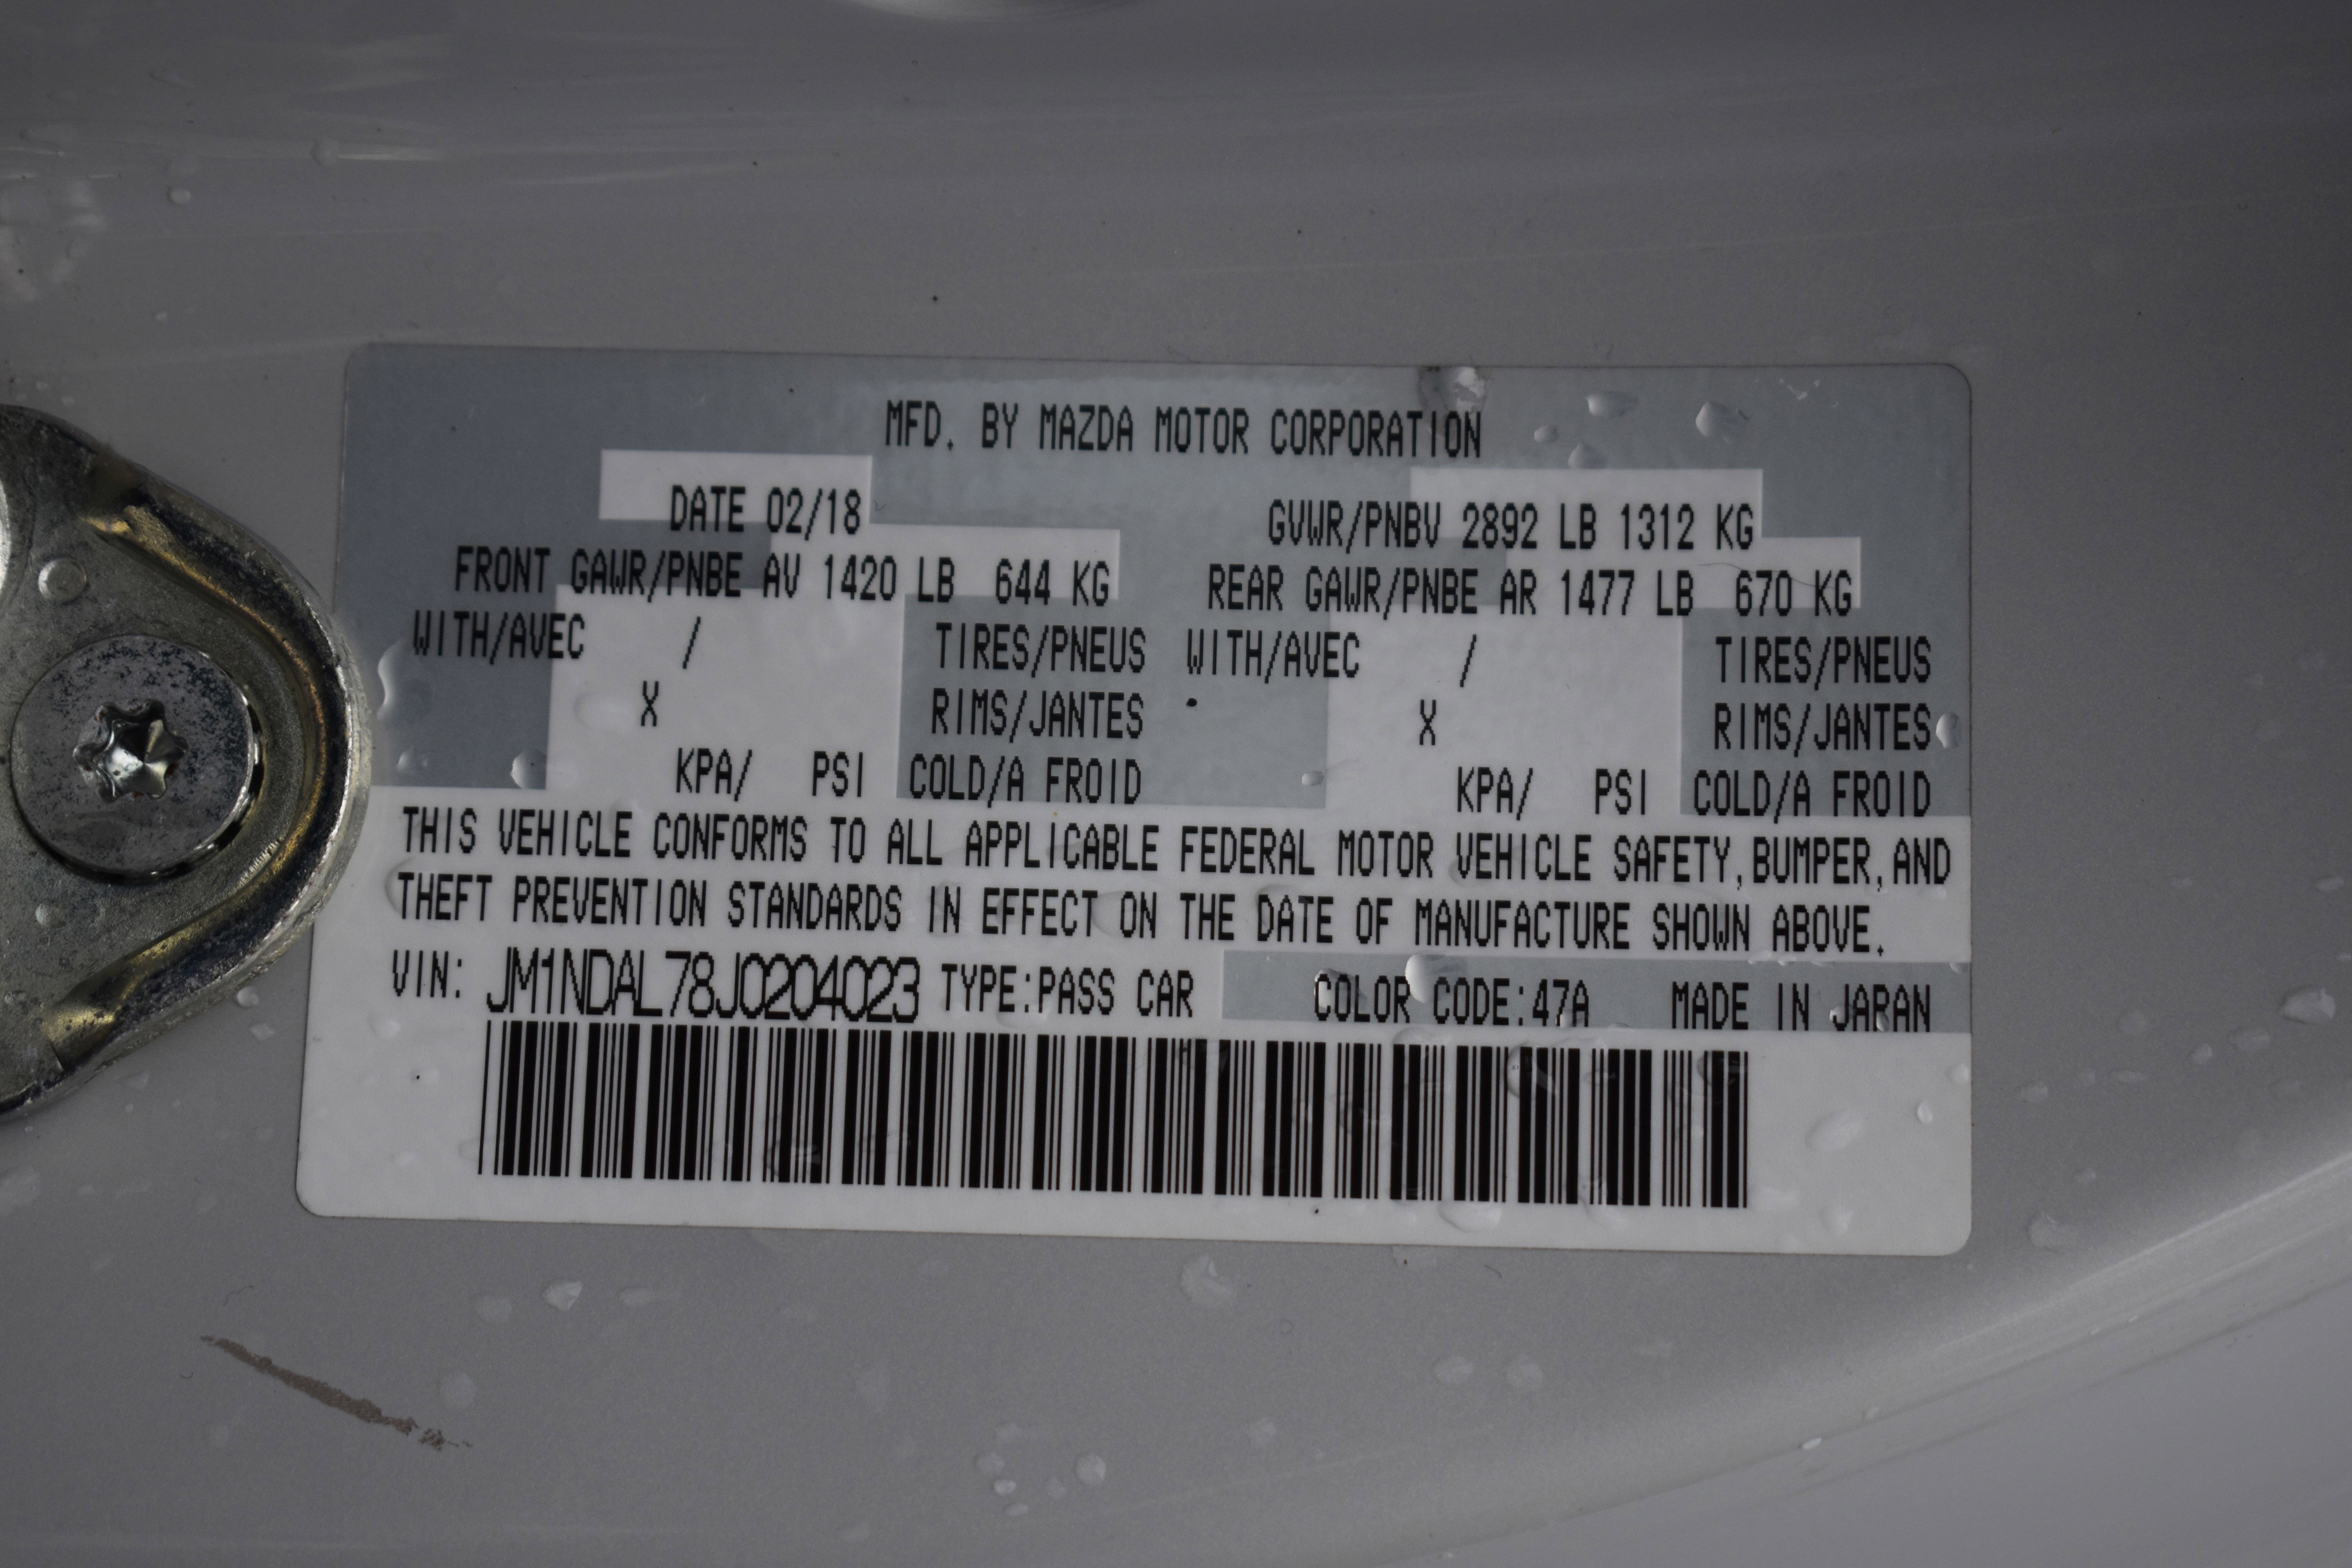 MFD. BY MAZDA MOTOR CORPORATION
DATE 02/18 GVWR/PNBV 2892 LB 1312 KG
FRONT GAWR/PNBE AV 1420 LB 644 KG REAR GAWR/PNBE AR 1477 LB 670 KG
WITH/AVEC / TIRES/PNEUS WITH/AVEC / TIRES/PNEUS
X RIMS/JANTES X RIMS/JANTES
KPA/ PSI COLD/A FROID KPA/ PSI COLD/A FROID
THIS VEHICLE CONFORMS TO ALL APPLICABLE FEDERAL MOTOR VEHICLE SAFETY, BUMPER, AND
THEFT PREVENTION STANDARDS IN EFFECT ON THE DATE OF MANUFACTURE SHOWN ABOVE.
VIN: JM1NDAL78J0204023 TYPE:PASS CAR COLOR CODE:47A MADE IN JAPAN